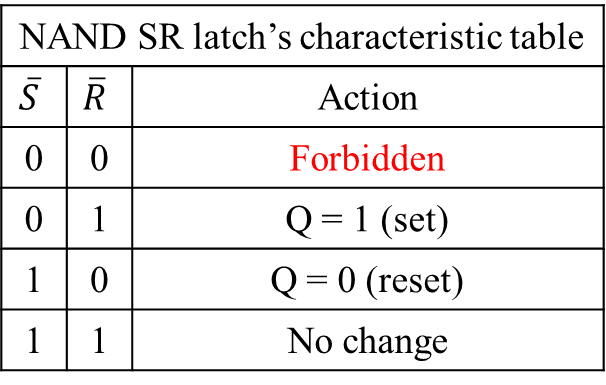 NAND SR latch’s characteristic table
S̄ R̄ Action
0 0 Forbidden
0 1 Q = 1 (set)
1 0 Q = 0 (reset)
1 1 No change